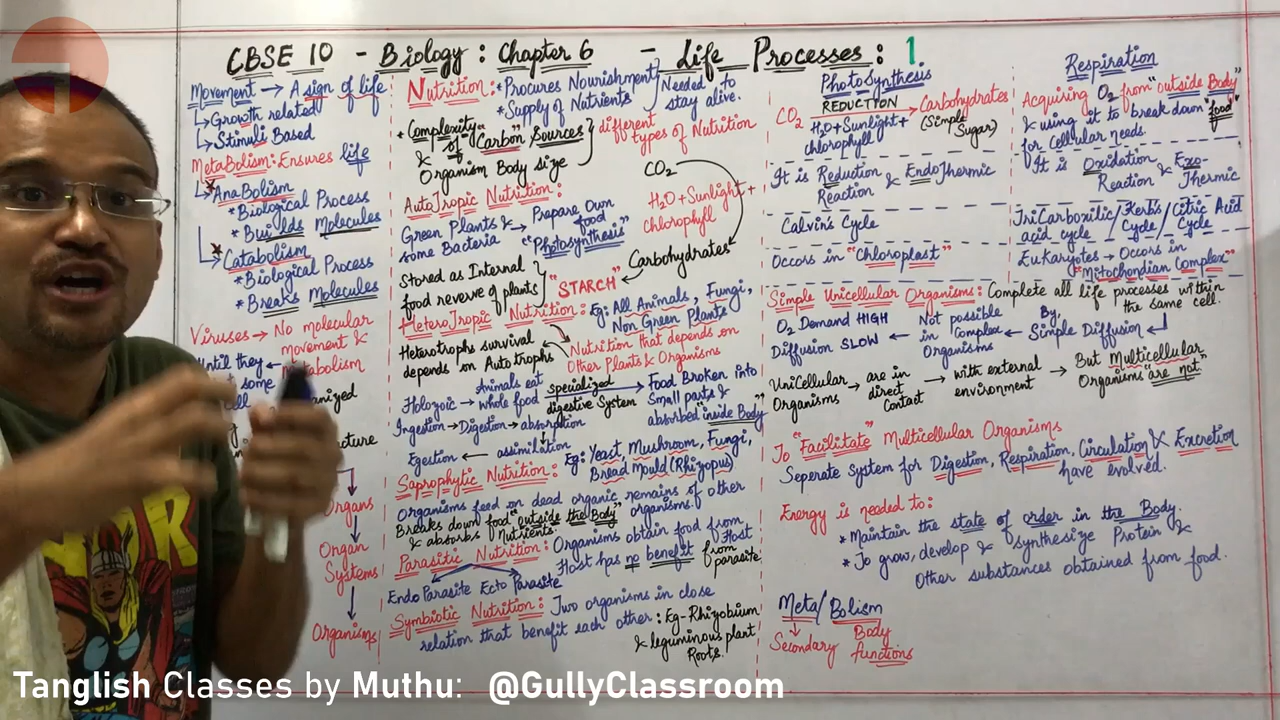 CBSE 10 - Biology : Chapter 6 - Life Processes : 1.
Movement → A sign of life
↳ Growth related
↳ Stimuli Based
MetaBolism: Ensures life
↳ * AnaBolism
* Biological Process
* Builds Molecules
↳ * Catabolism
* Biological Process
* Breaks Molecules
Viruses → No molecular
movement &
Until they ← metabolism
some
Organs
Organ
Systems
Organisms
Nutrition: * Procures Nourishment } Needed to
* Supply of Nutrients } stay alive.
* Complexity of "Carbon" Sources } different
& Organism Body size } types of Nutrition
AutoTropic Nutrition:
Green Plants & → Prepare Own
some Bacteria food
"Photosynthesis"
CO2
H2O + Sunlight +
Chlorophyll
Carbohydrates
Stored as Internal } "STARCH"
food reverve of plants }
HeteroTropic Nutrition: Eg: All Animals, Fungi,
Non Green Plants
Heterotrophs survival ← Nutrition that depends on
depends on Autotrophs Other Plants & Organisms
Holozoic → Animals eat whole food specialized digestive System → Food Broken into
Small parts &
absorbed inside Body"
Ingestion → Digestion → absorption
Egestion ← assimilation
Saprophytic Nutrition: Eg: Yeast, Mushroom, Fungi,
Bread Mould (Rhizopus)
Organisms feed on dead organic remains of other
organisms.
Breaks down food "outside the Body"
& absorbs Nutrients.
Parasitic Nutrition: Organisms obtain food from Host
Host has no benefit from parasite
EndoParasite EctoParasite
Symbiotic Nutrition: Two organisms in close
relation that benefit each other : Eg- Rhizobium
& leguminous plant
Roots.
PhotoSynthesis
CO2 REDUCTION → Carbohydrates
H2O + Sunlight + (Simple
chlorophyll Sugar)
It is Reduction & EndoThermic
Reaction
Calvin's Cycle
Occurs in "Chloroplast"
Respiration
Acquiring O2 from "outside Body"
& using it to break down "food"
for cellular needs.
It is Oxidation & Exo-
Reaction Thermic
TriCarboxilic / Kerb's / Citric Acid
acid cycle / Cycle / Cycle
Eukaryotes → Occurs in
"Mitochondian Complex"
Simple Unicellular Organisms: Complete all life processes within
the same cell.
O2 Demand HIGH
Diffusion SLOW ← Not possible in Complex Organisms ← By Simple Diffusion
UniCellular Organisms → are in direct Contact → with external environment → But Multicellular
Organisms "are not"
To "Facilitate" Multicellular Organisms
Seperate System for Digestion, Respiration, Circulation & Excretion
have evolved.
Energy is needed to:
* Maintain the state of order in the Body.
* To grow, develop & synthesize Protein &
Other substances obtained from food.
Meta/Bolism
Secondary Body
functions
Tanglish Classes by Muthu: @GullyClassroom